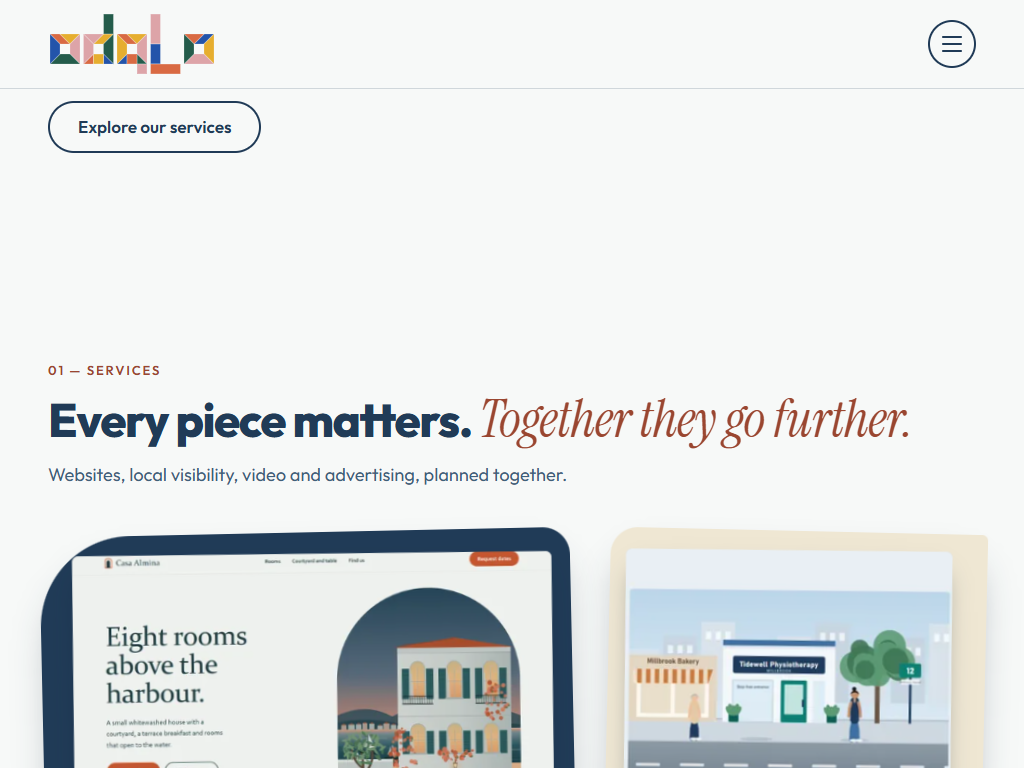 odqLo
Explore our services
01 — SERVICES
Every piece matters. Together they go further.
Websites, local visibility, video and advertising, planned together.
Casa Almina
Rooms Courtyard and table Find us
Request dates
Eight rooms
above the
harbour.
A small whitewashed house with a
courtyard, a terrace breakfast and rooms
that open to the water.
Millbrook Bakery
Tidewell Physiotherapy
12